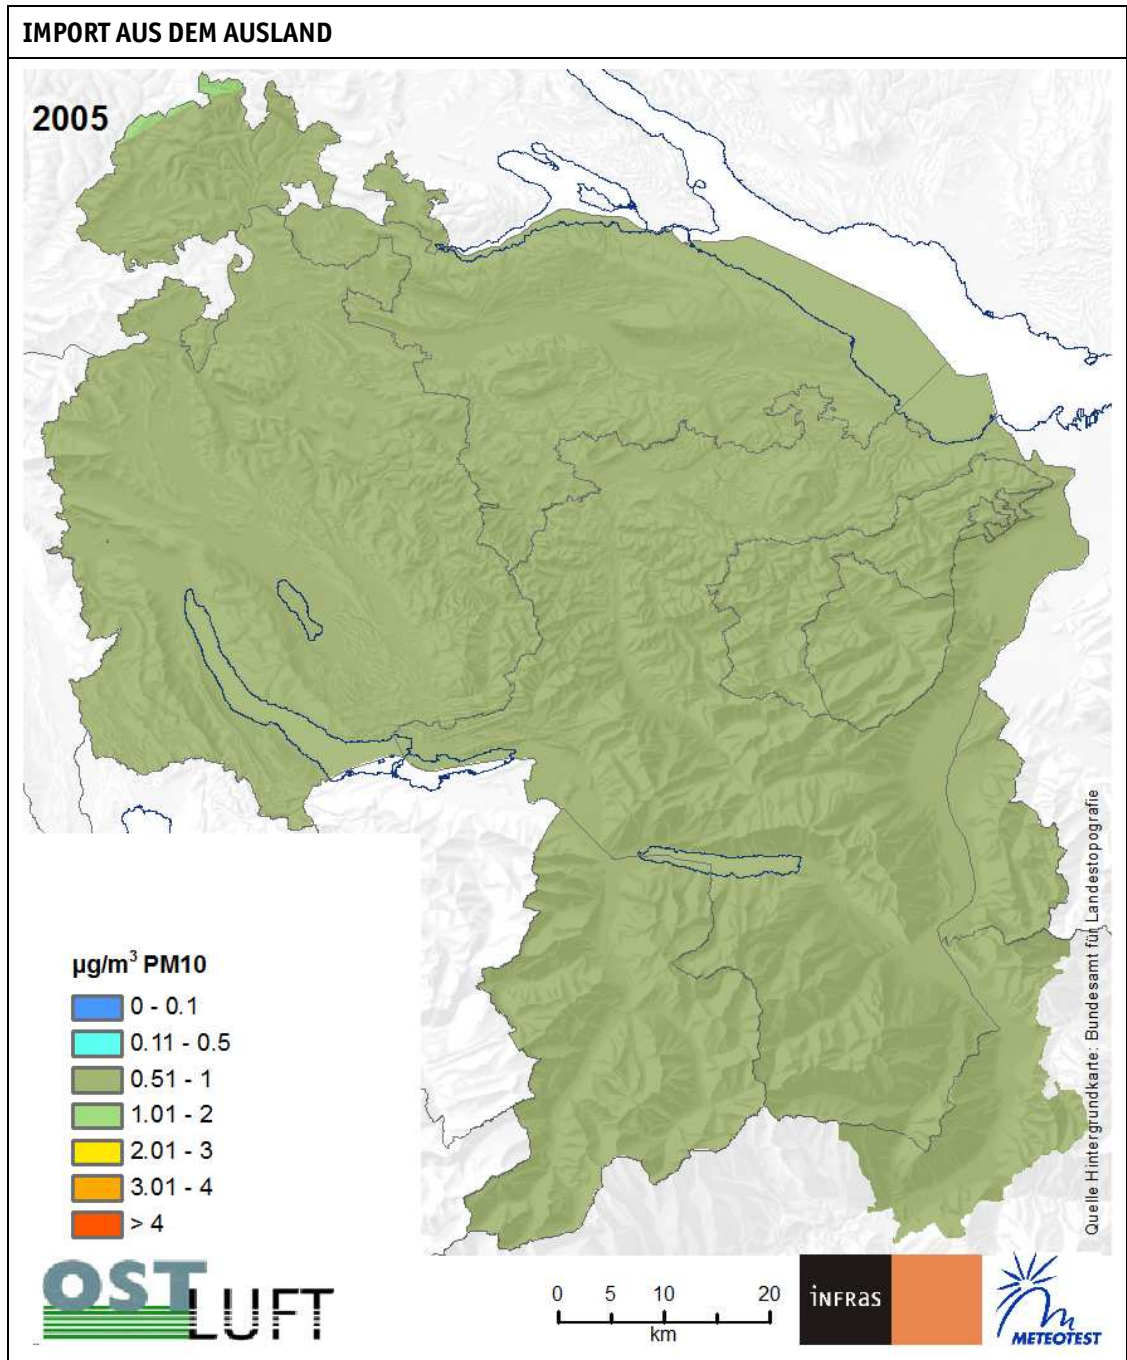 IMPORT AUS DEM AUSLAND
2005
µg/m³ PM10
0 - 0.1
0.11 - 0.5
0.51 - 1
1.01 - 2
2.01 - 3
3.01 - 4
> 4
Quelle Hintergrundkarte: Bundesamt für Landestopografie
OST
LUFT
0 5 10 20
km
INFRAS
METEOTEST